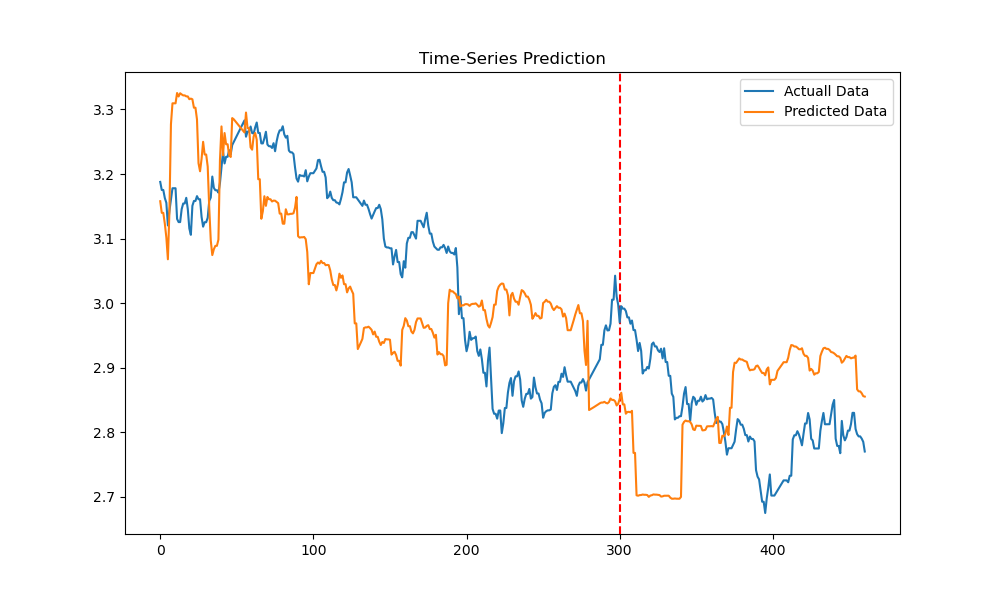 Time-Series Prediction
Actuall Data
Predicted Data
3.3
3.2
3.1
3.0
2.9
2.8
2.7
0 100 200 300 400